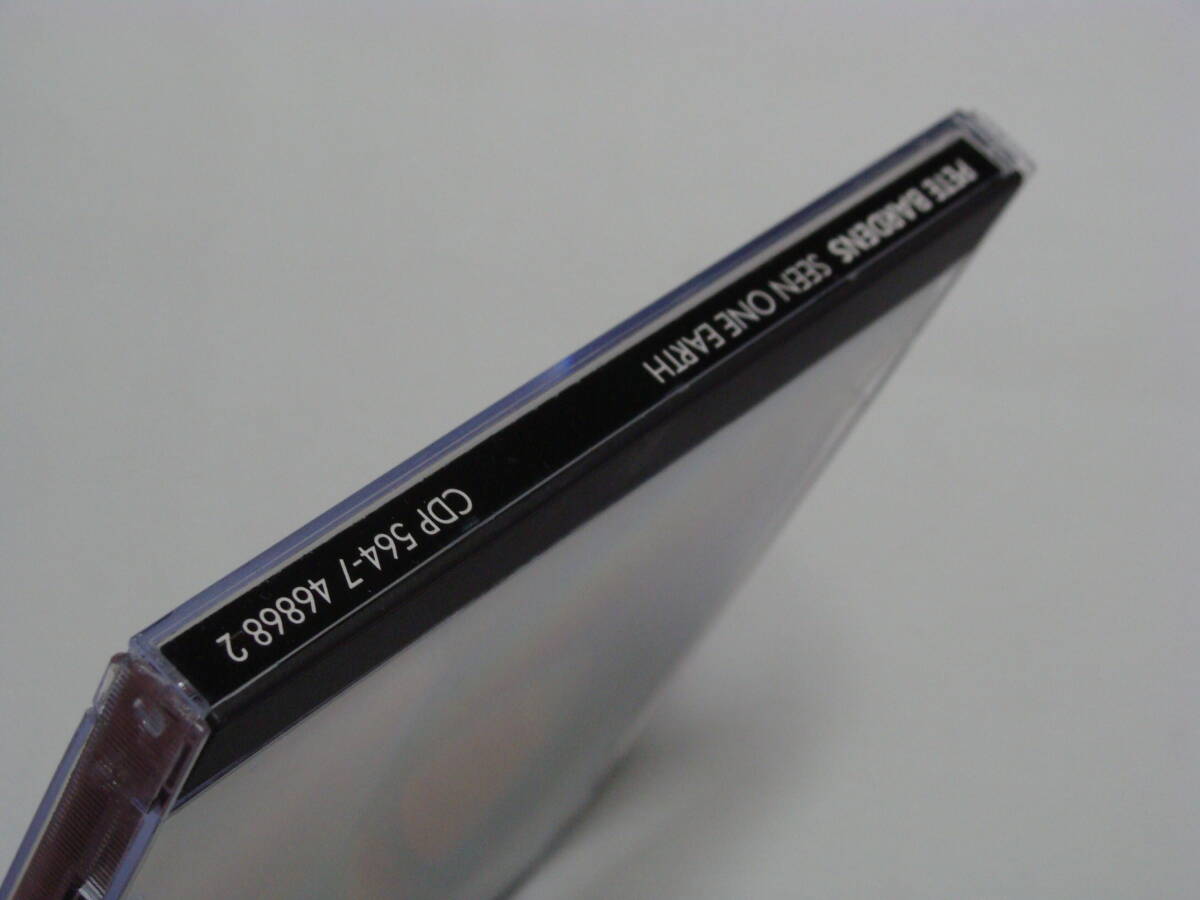 PETE BARDENS SEEN ONE EARTH CDP 564-7 46868 2